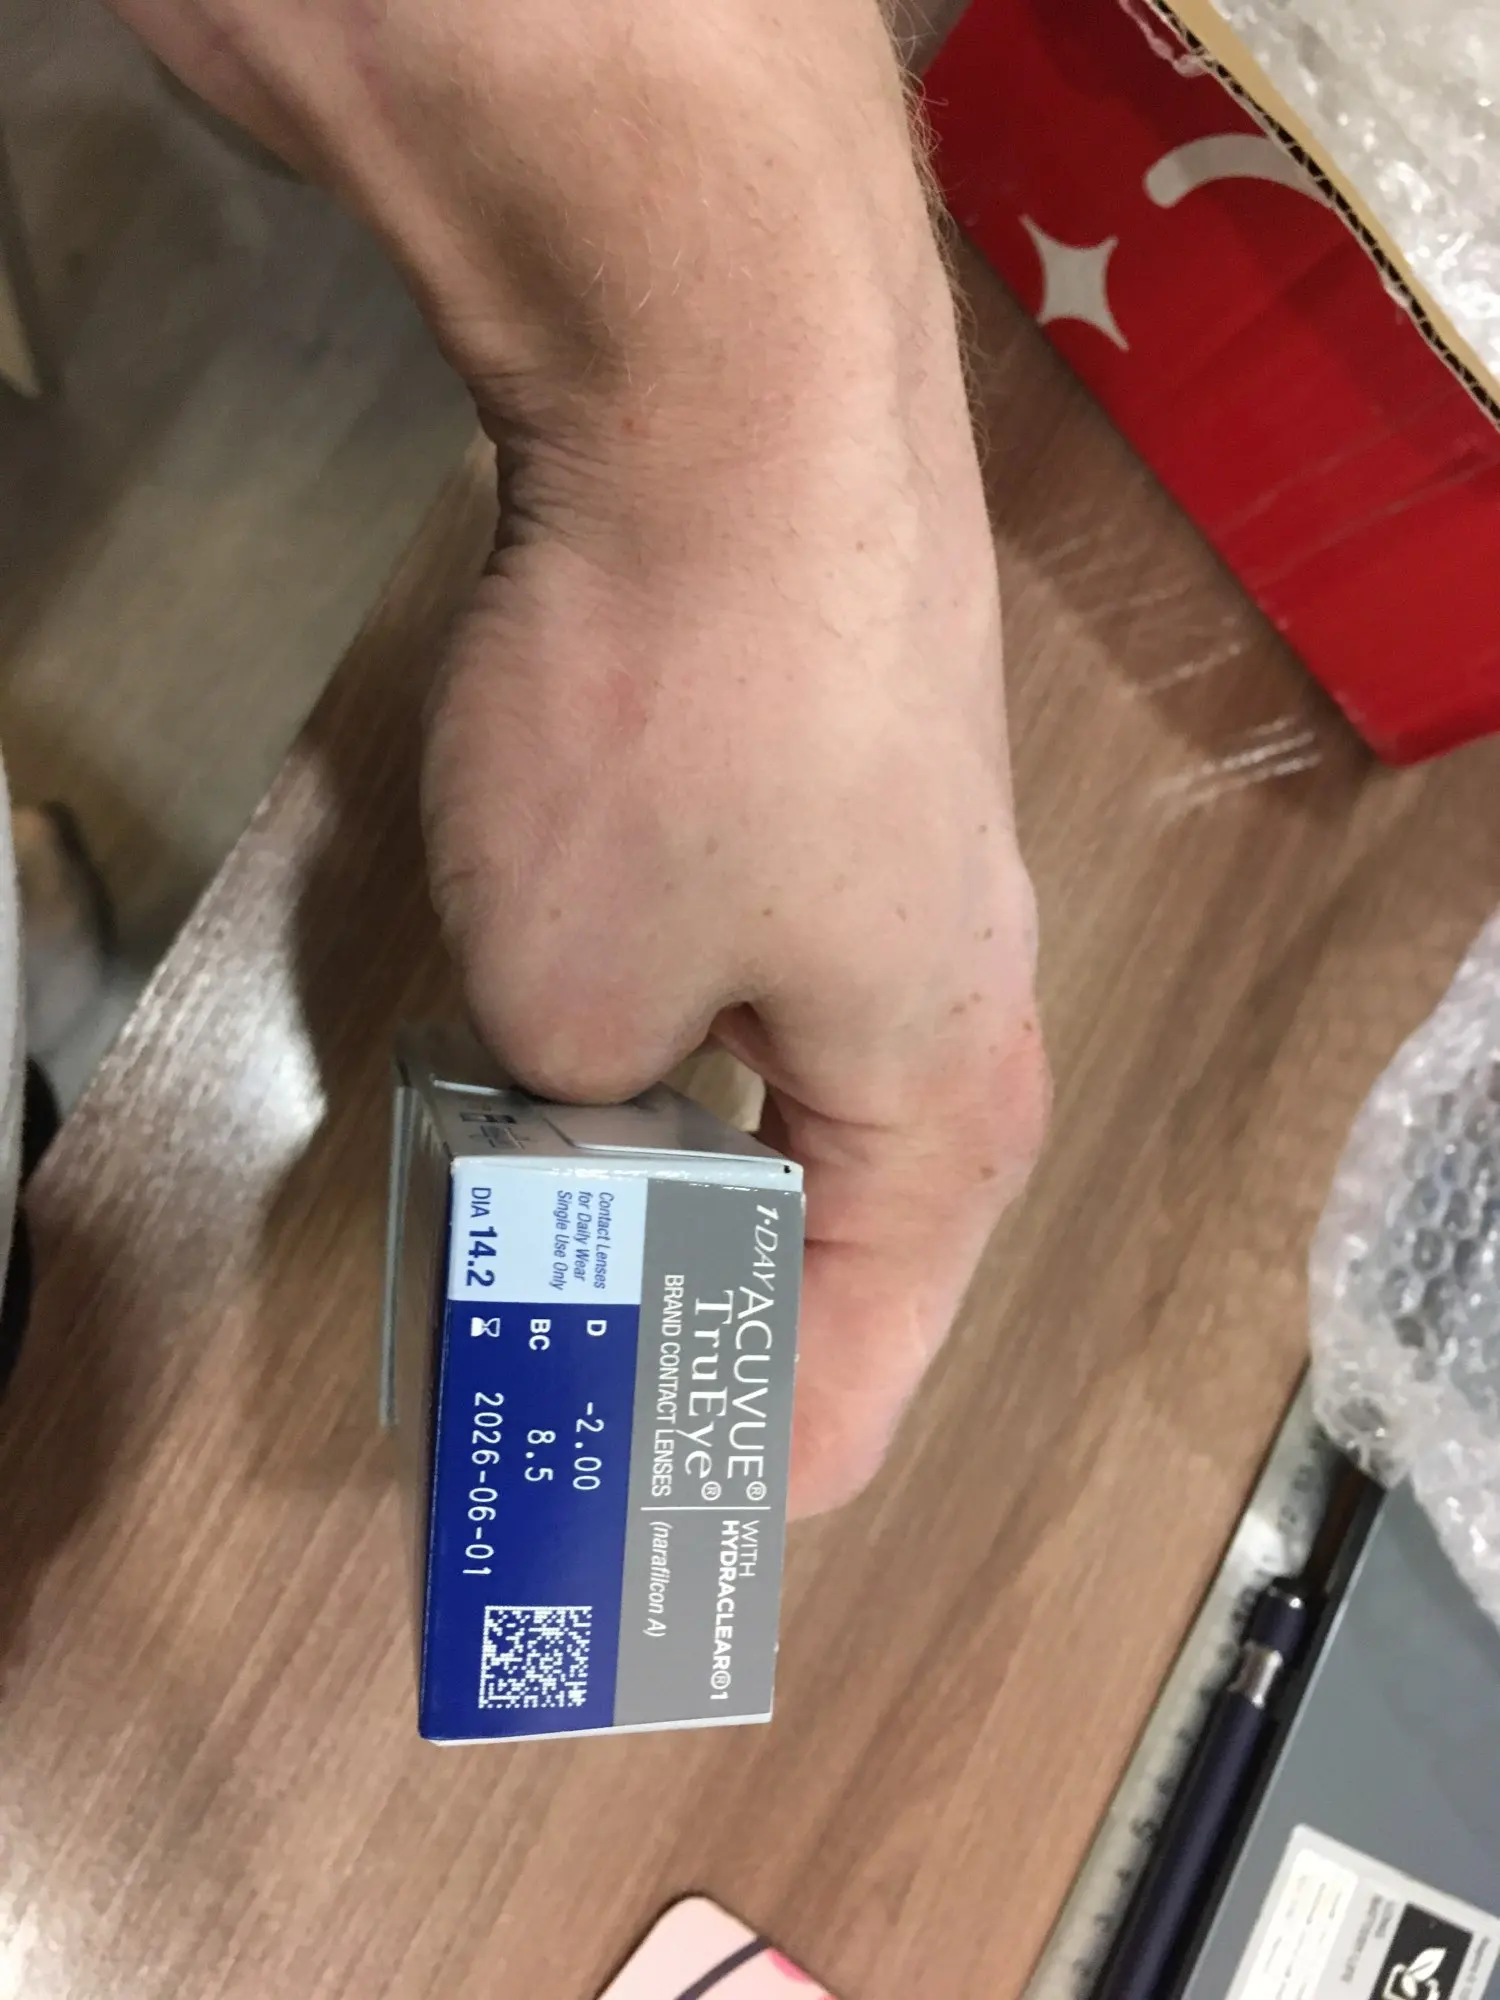 1·DAY ACUVUE® WITH
TruEye® HYDRACLEAR®1
BRAND CONTACT LENSES (narafilcon A)
Contact Lenses
for Daily Wear
Single Use Only
D -2.00
BC 8.5
DIA 14.2 2026-06-01